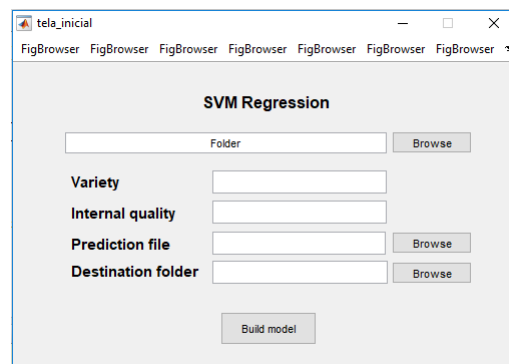 tela_inicial
FigBrowser FigBrowser FigBrowser FigBrowser FigBrowser FigBrowser FigBrowser
SVM Regression
Folder Browse
Variety
Internal quality
Prediction file Browse
Destination folder Browse
Build model